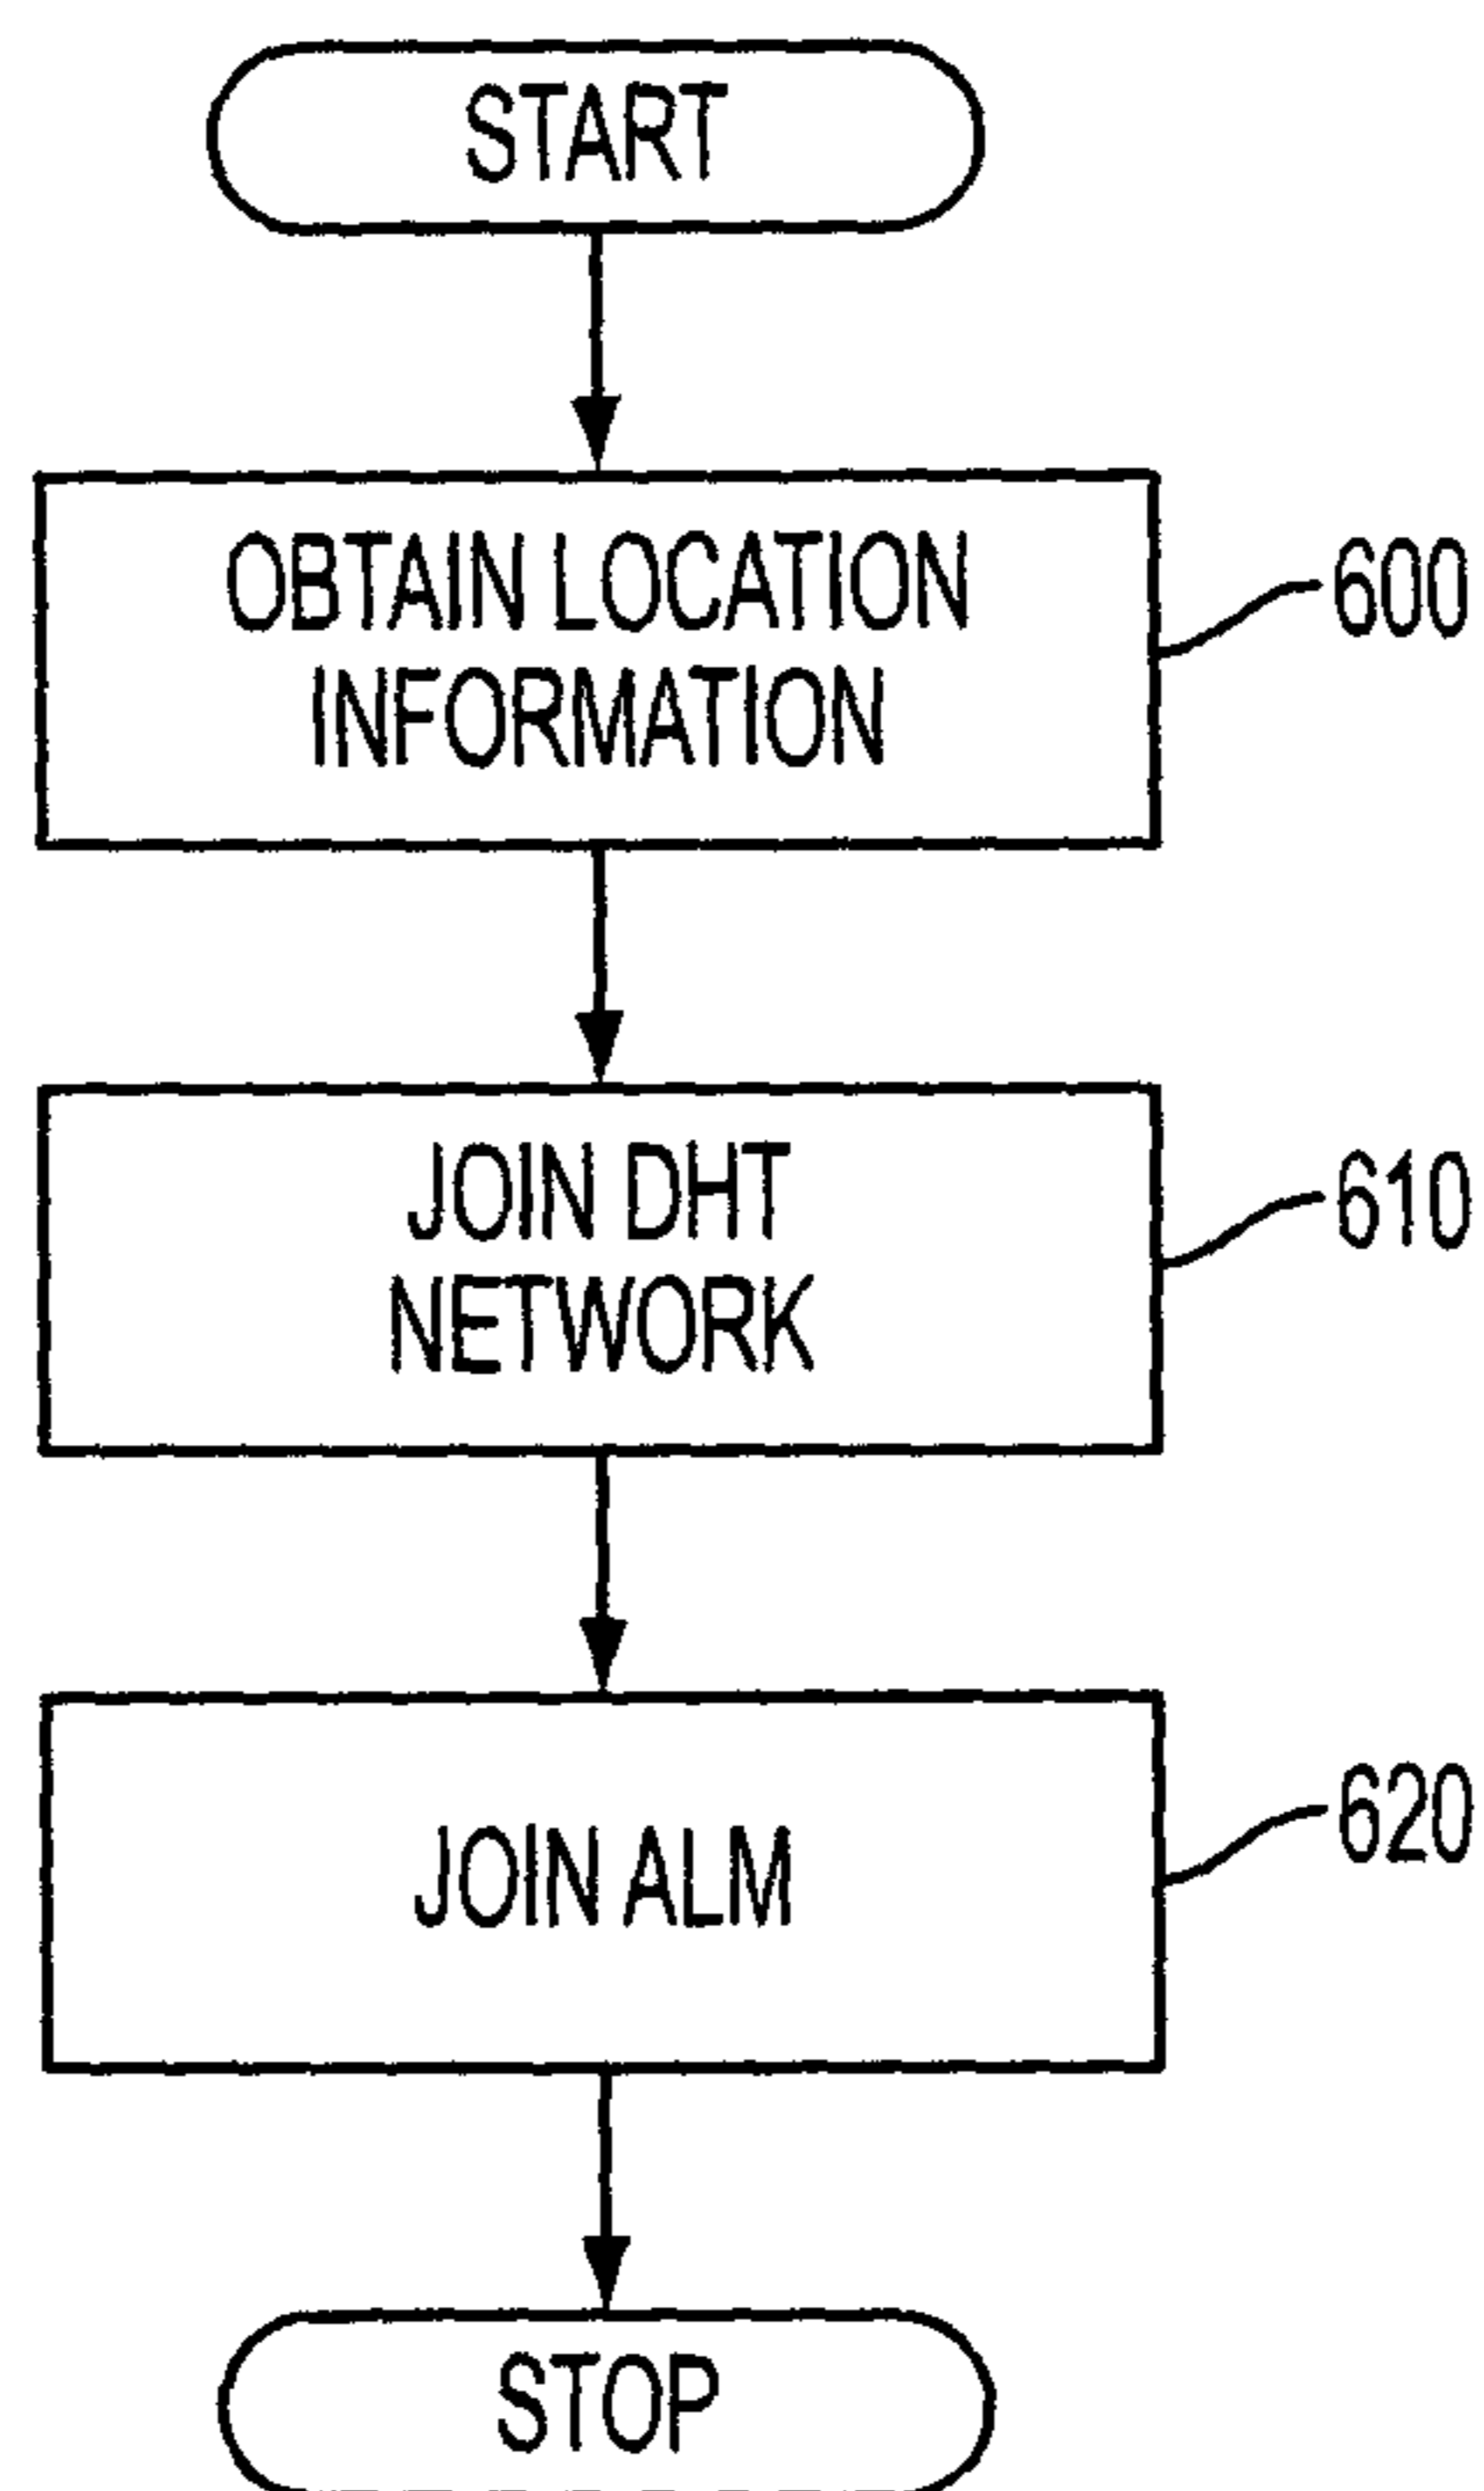 START
OBTAIN LOCATION
INFORMATION
600
JOIN DHT
NETWORK
610
JOIN ALM
620
STOP